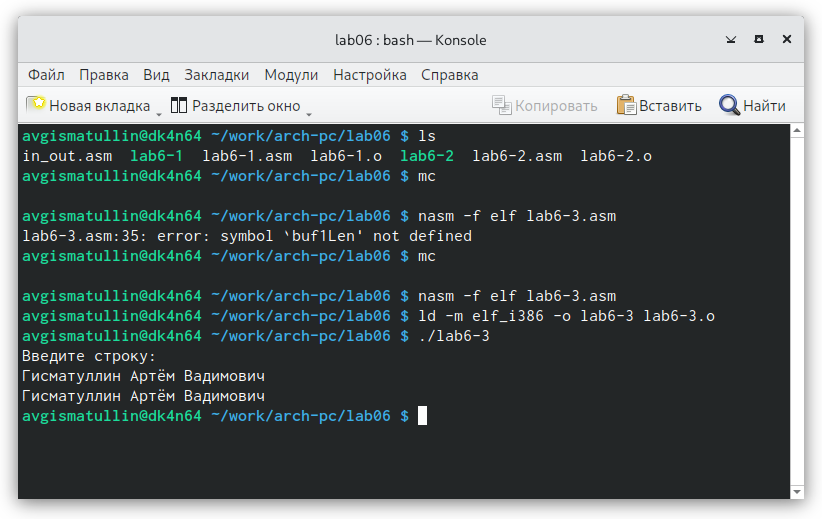 lab06 : bash — Konsole
Файл Правка Вид Закладки Модули Настройка Справка
Новая вкладка Разделить окно Копировать Вставить Найти
avgismatullin@dk4n64 ~/work/arch-pc/lab06 $ ls
in_out.asm lab6-1 lab6-1.asm lab6-1.o lab6-2 lab6-2.asm lab6-2.o
avgismatullin@dk4n64 ~/work/arch-pc/lab06 $ mc
avgismatullin@dk4n64 ~/work/arch-pc/lab06 $ nasm -f elf lab6-3.asm
lab6-3.asm:35: error: symbol `buf1Len' not defined
avgismatullin@dk4n64 ~/work/arch-pc/lab06 $ mc
avgismatullin@dk4n64 ~/work/arch-pc/lab06 $ nasm -f elf lab6-3.asm
avgismatullin@dk4n64 ~/work/arch-pc/lab06 $ ld -m elf_i386 -o lab6-3 lab6-3.o
avgismatullin@dk4n64 ~/work/arch-pc/lab06 $ ./lab6-3
Введите строку:
Гисматуллин Артём Вадимович
Гисматуллин Артём Вадимович
avgismatullin@dk4n64 ~/work/arch-pc/lab06 $